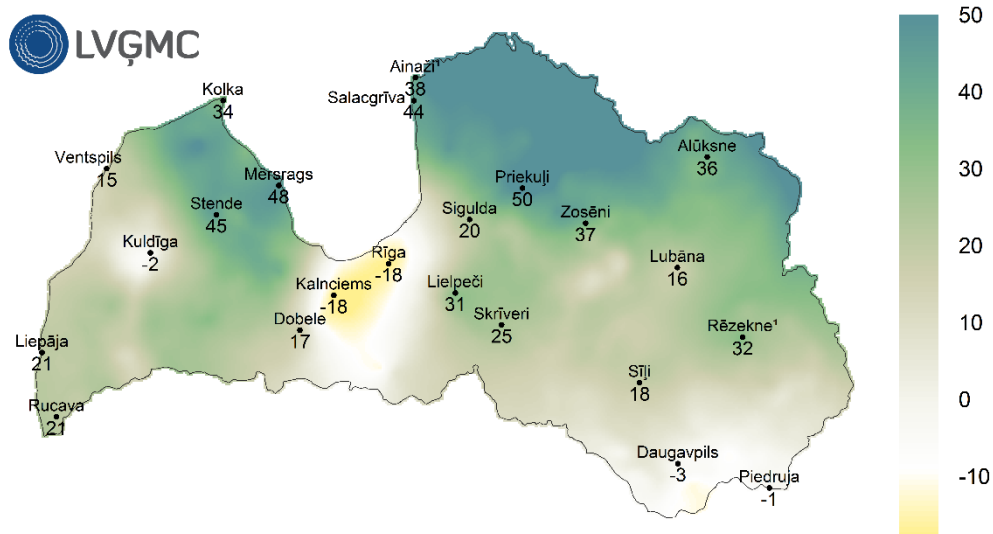 LVĢMC
Kolka
34
Ainaži¹
38
Salacgrīva
44
Ventspils
15
Mērsrags
48
Stende
45
Alūksne
36
Priekuļi
50
Sigulda
20
Zosēni
37
Kuldīga
-2
Rīga
-18
Lubāna
16
Kalnciems
-18
Lielpeči
31
Dobele
17
Skrīveri
25
Liepāja
21
Rēzekne¹
32
Sīļi
18
Rucava
21
Daugavpils
-3
Piedruja
-1
50
40
30
20
10
0
-10